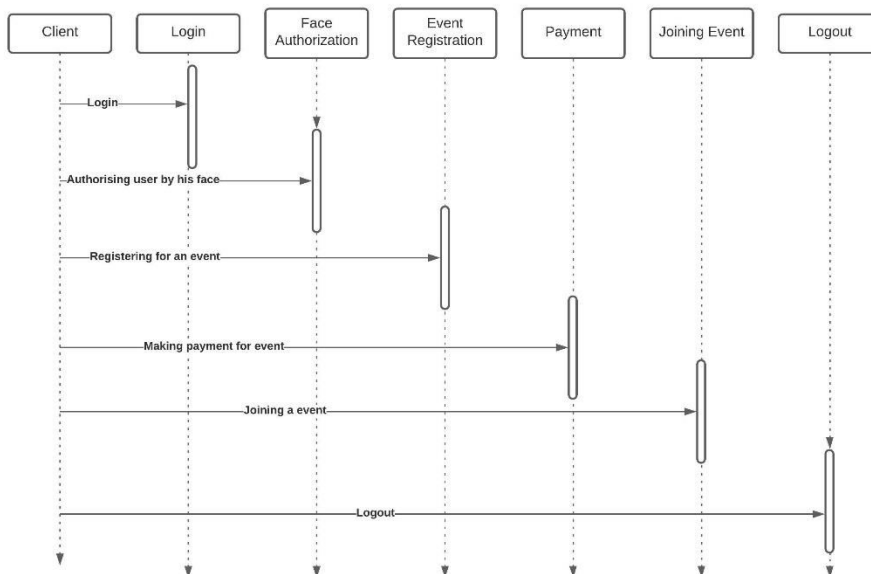 Client
Login
Face
Authorization
Event
Registration
Payment
Joining Event
Logout
Login
Authorising user by his face
Registering for an event
Making payment for event
Joining a event
Logout